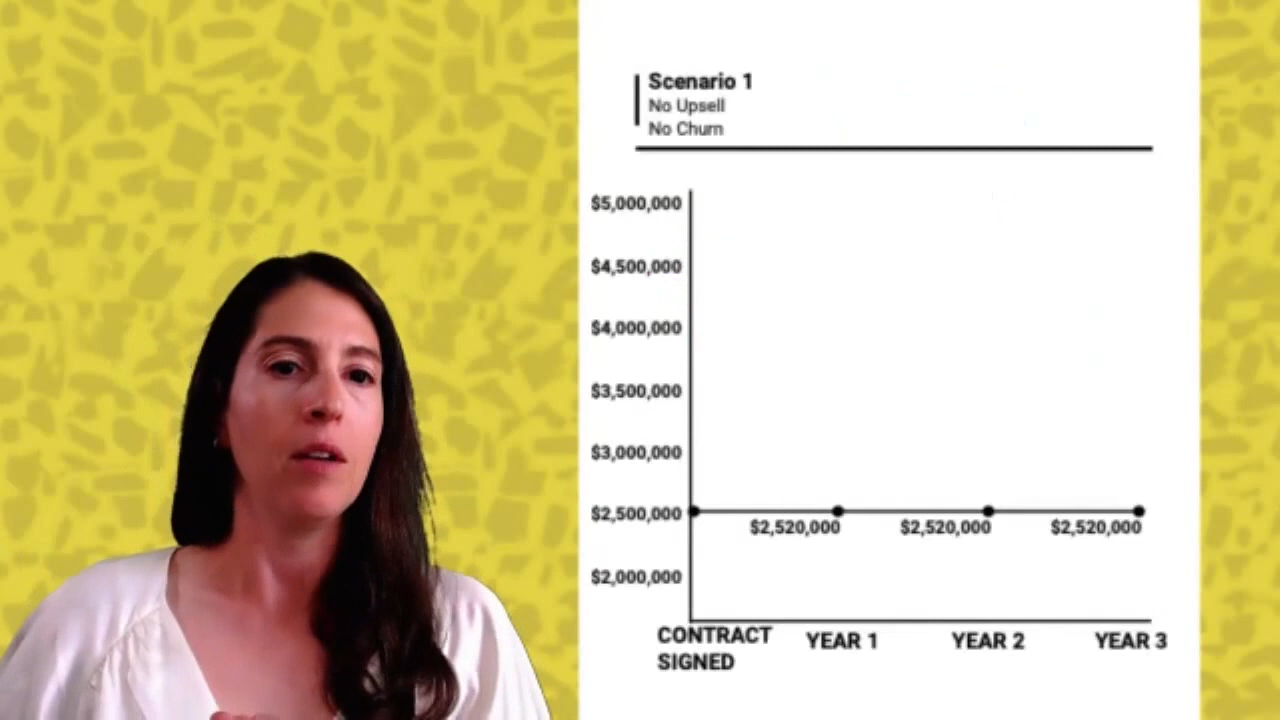 Scenario 1
No Upsell
No Churn
$5,000,000
$4,500,000
$4,000,000
$3,500,000
$3,000,000
$2,500,000
$2,520,000 $2,520,000 $2,520,000
$2,000,000
CONTRACT SIGNED
YEAR 1 YEAR 2 YEAR 3